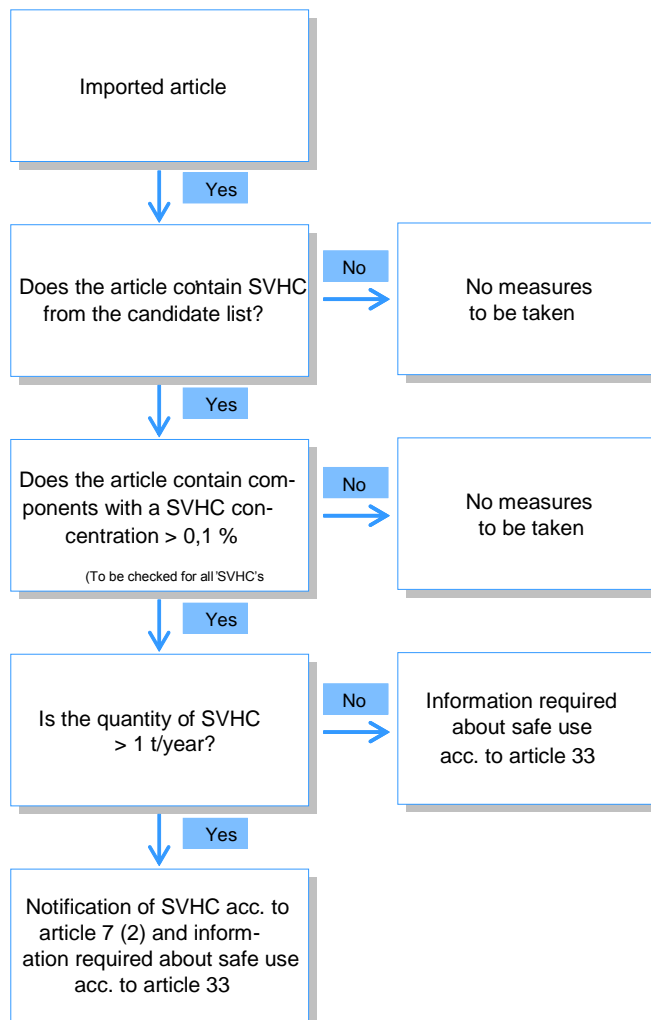 Imported article
Yes
Does the article contain SVHC
from the candidate list?
No
No measures
to be taken
Yes
Does the article contain com-
ponents with a SVHC con-
centration > 0,1 %
(To be checked for all 'SVHC's
No
No measures
to be taken
Yes
Is the quantity of SVHC
> 1 t/year?
No
Information required
about safe use
acc. to article 33
Yes
Notification of SVHC acc. to
article 7 (2) and inform-
ation required about safe use
acc. to article 33